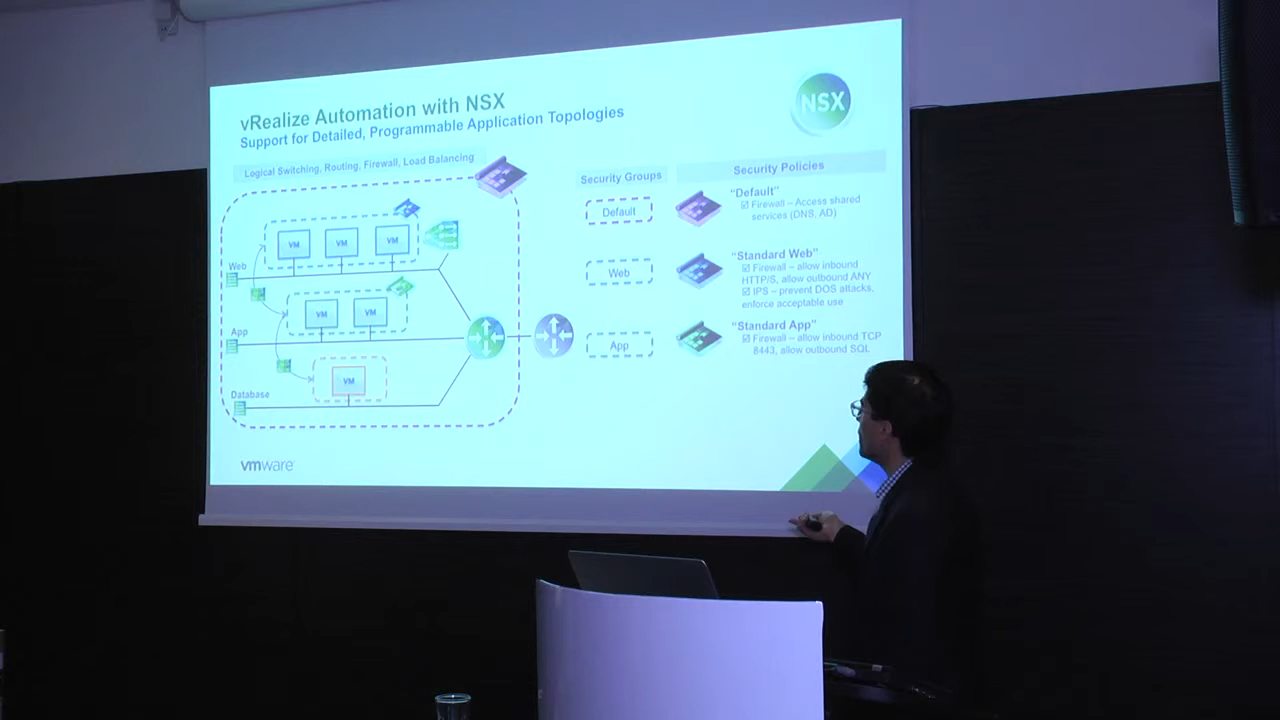 vRealize Automation with NSX
Support for Detailed, Programmable Application Topologies
NSX
Logical Switching, Routing, Firewall, Load Balancing
Security Groups
Security Policies
VM
VM
VM
Web
VM
VM
App
VM
Database
Default
Web
App
“Default”
☑ Firewall – Access shared
services (DNS, AD)
“Standard Web”
☑ Firewall – allow inbound
HTTP/S, allow outbound ANY
☑ IPS – prevent DOS attacks,
enforce acceptable use
“Standard App”
☑ Firewall – allow inbound TCP
8443, allow outbound SQL
vmware